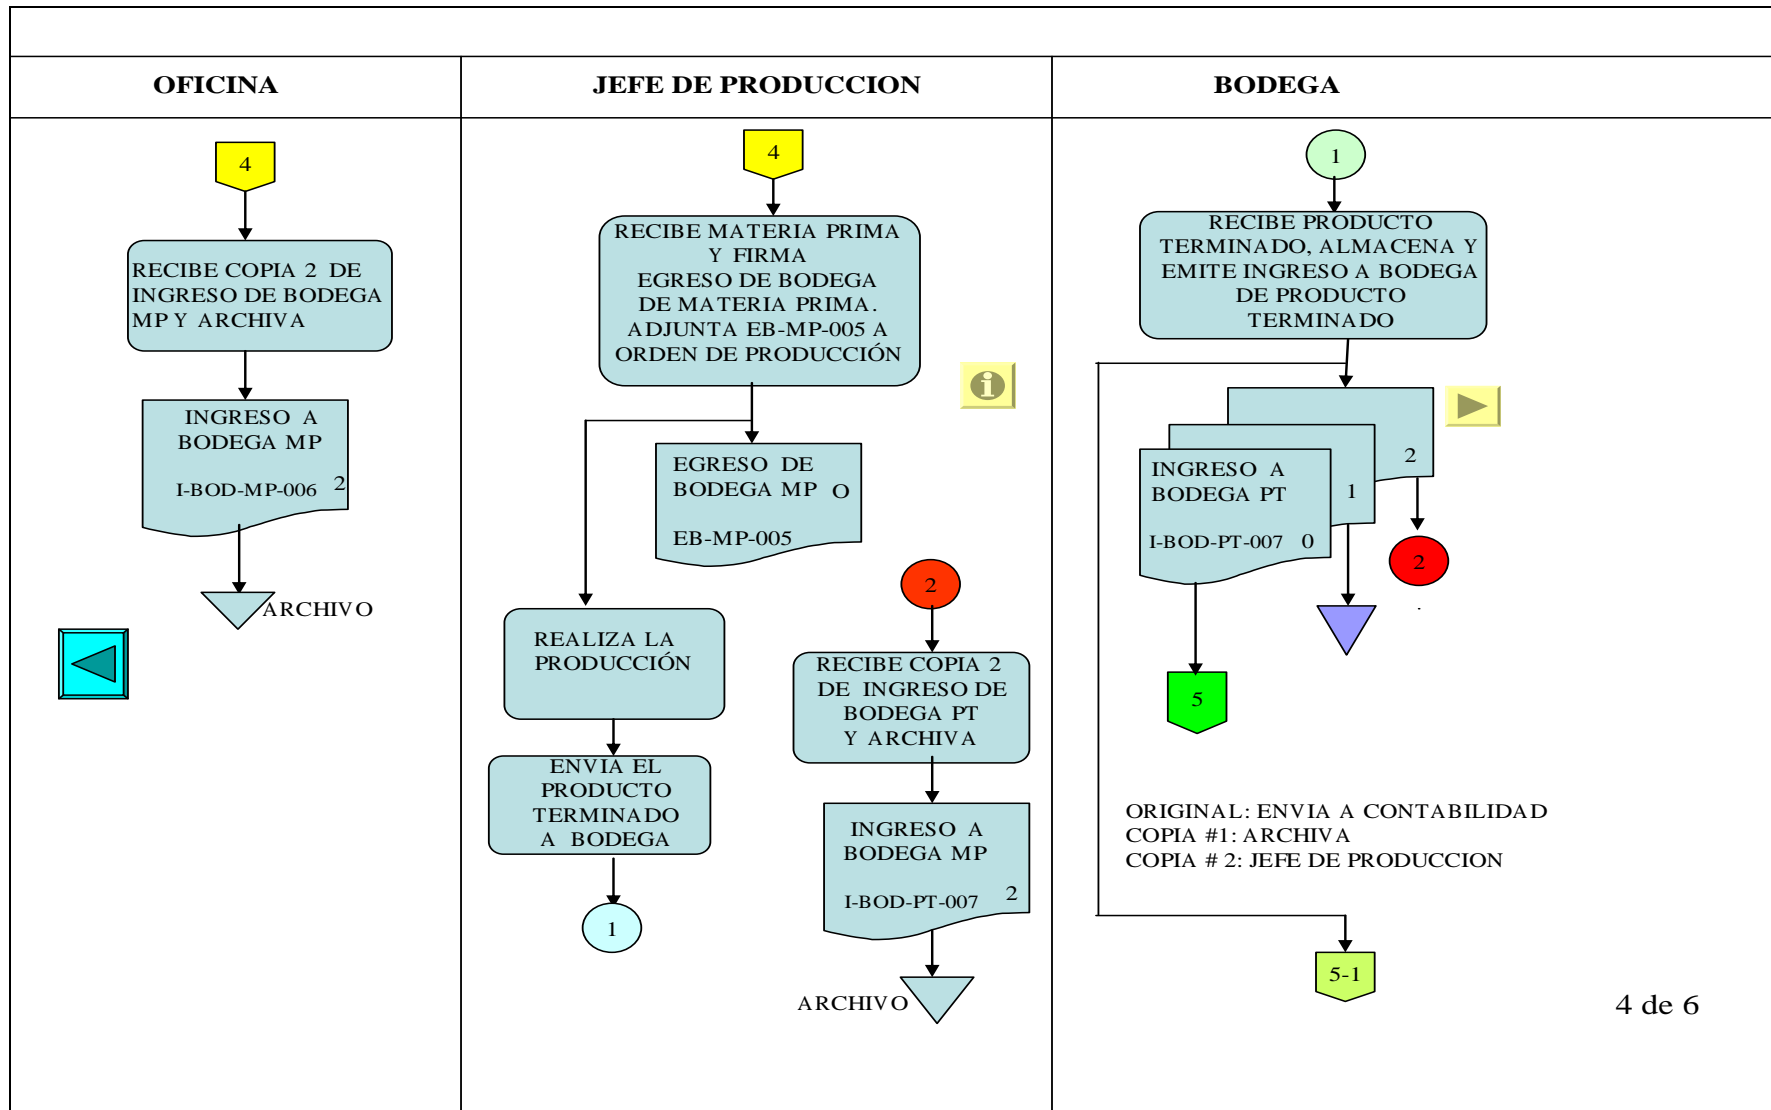 OFICINA
JEFE DE PRODUCCION
BODEGA
4
RECIBE COPIA 2 DE
INGRESO DE BODEGA
MP Y ARCHIVA
INGRESO A
BODEGA MP
I-BOD-MP-006 2
ARCHIVO
4
RECIBE MATERIA PRIMA
Y FIRMA
EGRESO DE BODEGA
DE MATERIA PRIMA.
ADJUNTA EB-MP-005 A
ORDEN DE PRODUCCIÓN
EGRESO DE
BODEGA MP O
EB-MP-005
REALIZA LA
PRODUCCIÓN
ENVIA EL
PRODUCTO
TERMINADO
A BODEGA
1
2
RECIBE COPIA 2
DE INGRESO DE
BODEGA PT
Y ARCHIVA
INGRESO A
BODEGA MP
I-BOD-PT-007 2
ARCHIVO
1
RECIBE PRODUCTO
TERMINADO, ALMACENA Y
EMITE INGRESO A BODEGA
DE PRODUCTO
TERMINADO
2
1
INGRESO A
BODEGA PT
I-BOD-PT-007 0
2
5
ORIGINAL: ENVIA A CONTABILIDAD
COPIA #1: ARCHIVA
COPIA # 2: JEFE DE PRODUCCION
5-1
4 de 6